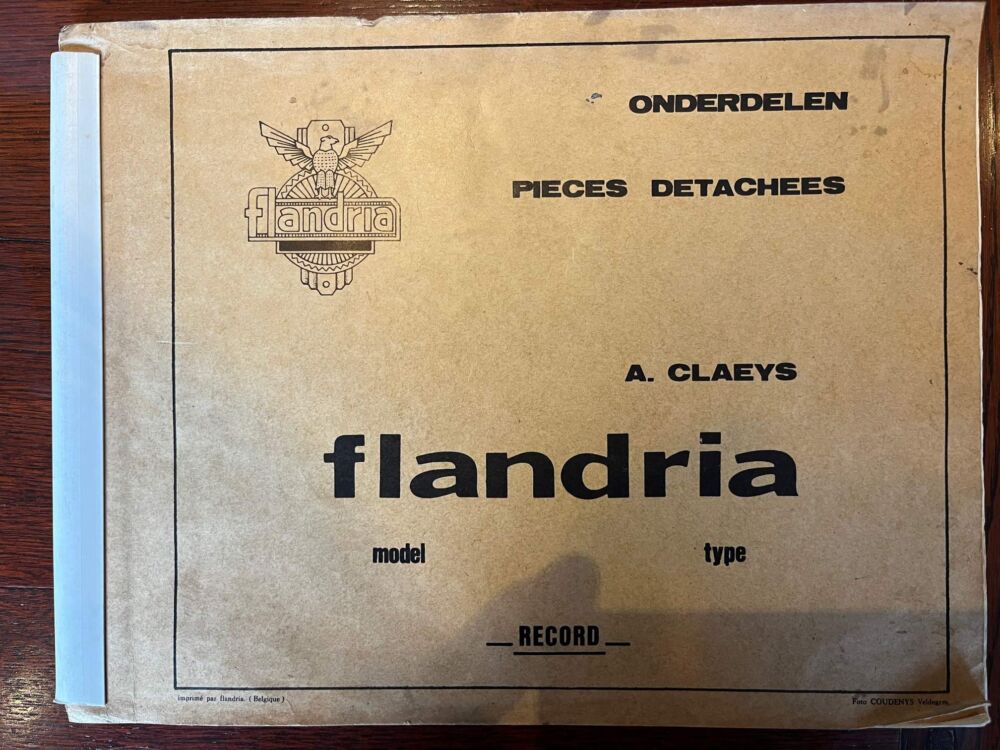 ONDERDELEN
PIECES DETACHEES
flandria
A. CLAEYS
flandria
model type
— RECORD —
imprimé par flandria. ( Belgique )
Foto COUDENYS Veldegem.